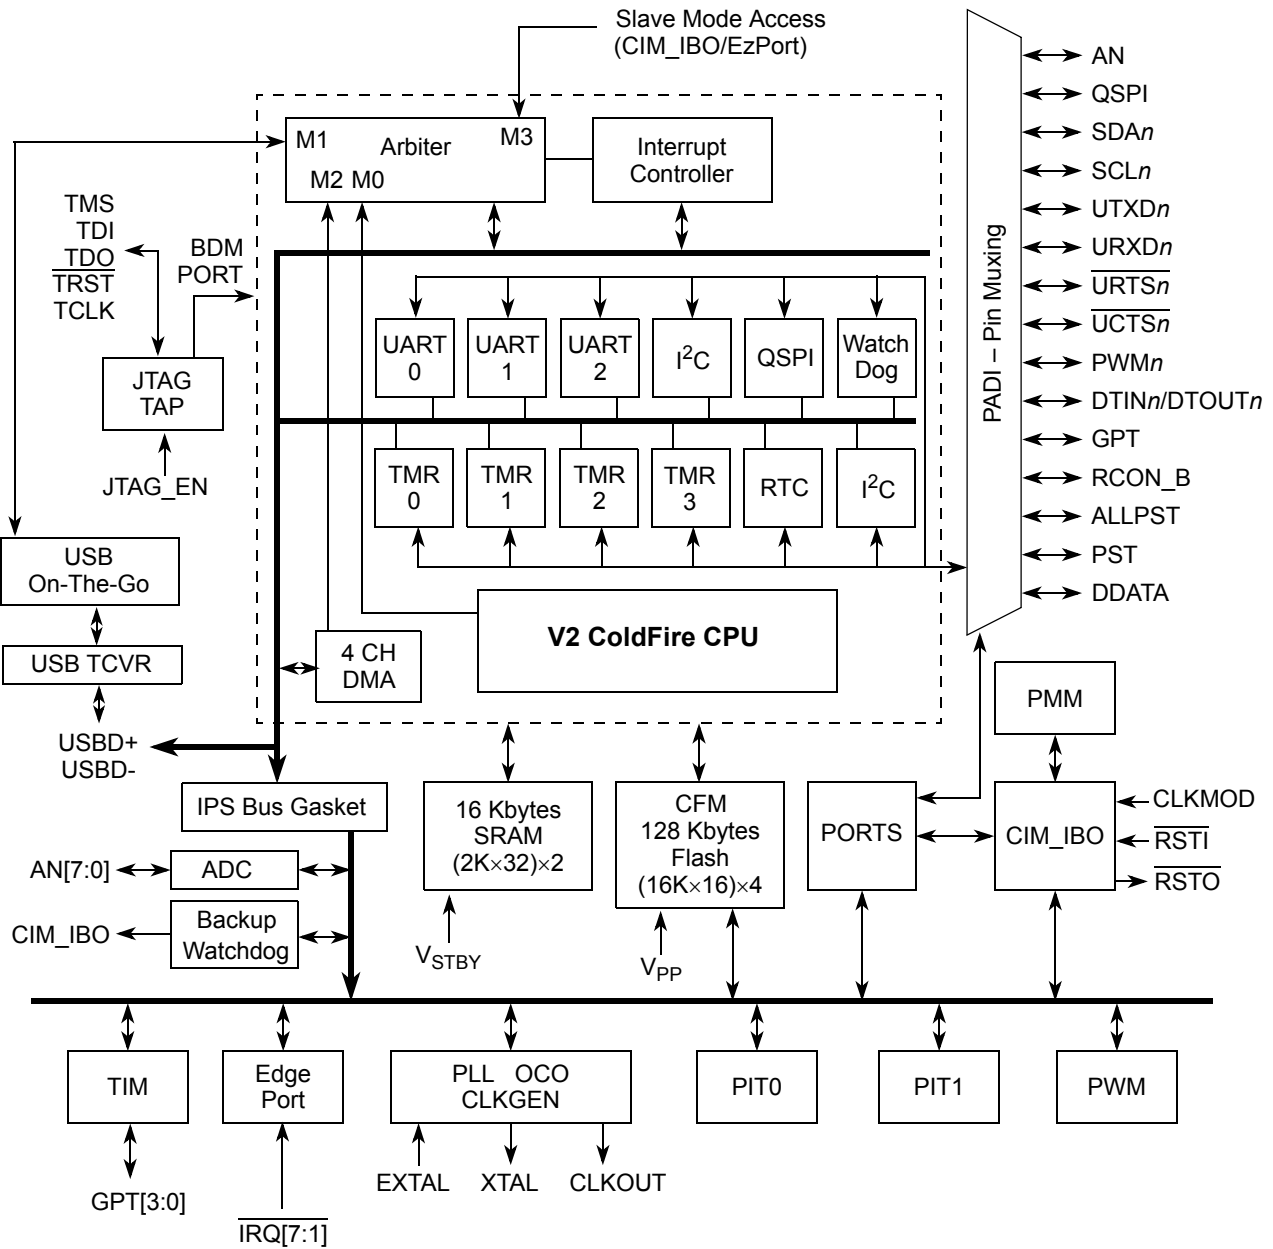 Slave Mode Access
(CIM_IBO/EzPort)
M1
Arbiter
M3
M2 M0
Interrupt
Controller
TMS
TDI
TDO
TRST
TCLK
BDM
PORT
JTAG
TAP
JTAG_EN
UART
0
UART
1
UART
2
I2C
QSPI
Watch
Dog
TMR
0
TMR
1
TMR
2
TMR
3
RTC
I2C
V2 ColdFire CPU
4 CH
DMA
USB
On-The-Go
USB TCVR
USBD+
USBD-
PADI – Pin Muxing
AN
QSPI
SDAn
SCLn
UTXDn
URXDn
URTSn
UCTSn
PWMn
DTINn/DTOUTn
GPT
RCON_B
ALLPST
PST
DDATA
PMM
IPS Bus Gasket
16 Kbytes
SRAM
(2K×32)×2
VSTBY
CFM
128 Kbytes
Flash
(16K×16)×4
VPP
PORTS
CIM_IBO
CLKMOD
RSTI
RSTO
AN[7:0]
ADC
CIM_IBO
Backup
Watchdog
TIM
GPT[3:0]
Edge
Port
IRQ[7:1]
PLL OCO
CLKGEN
EXTAL
XTAL
CLKOUT
PIT0
PIT1
PWM